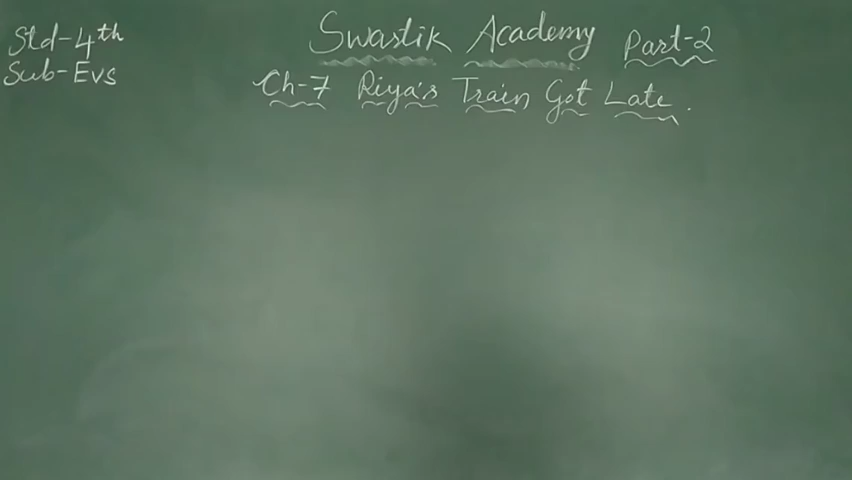 Std-4th
Sub-Evs
Swastik Academy Part-2
Ch-7 Riya's Train Got Late.